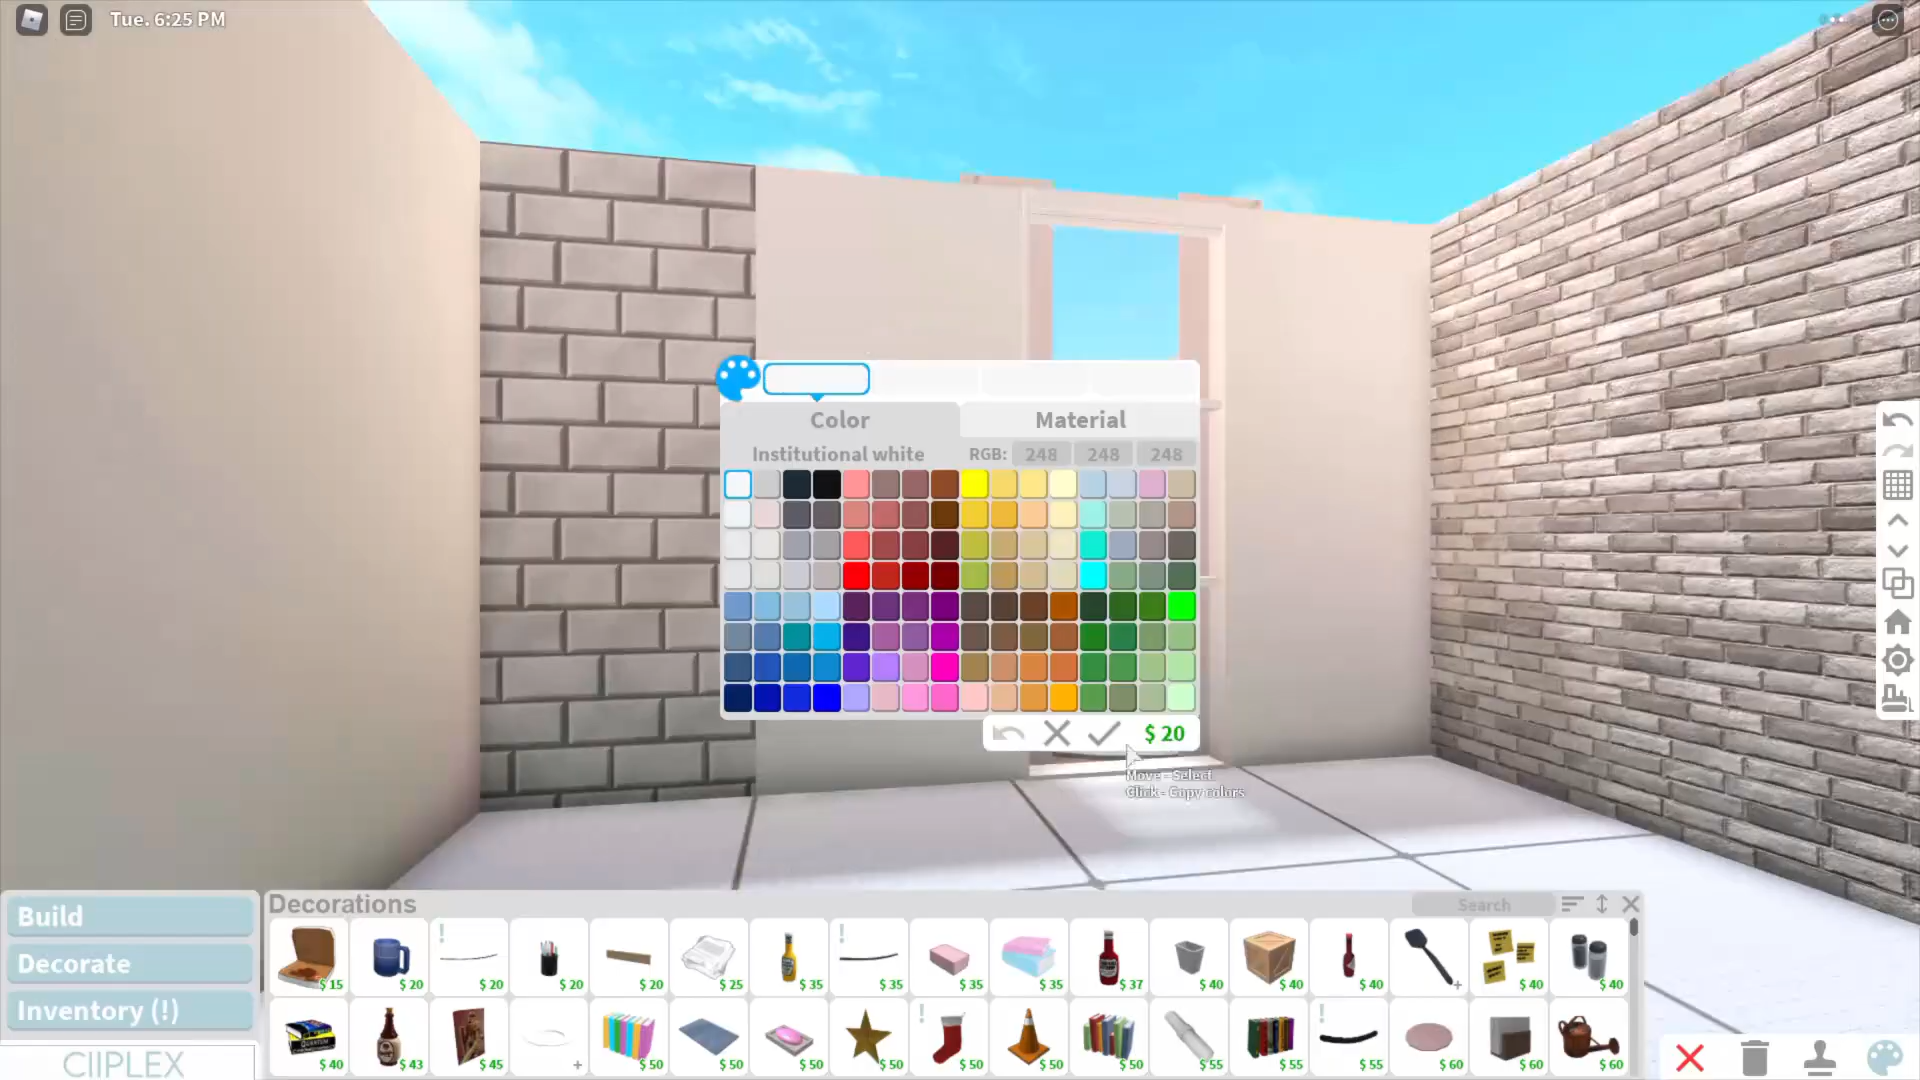 Tue. 6:25 PM
Color
Material
Institutional white
RGB: 248 248 248
$ 20
Move - Select
Click - Copy colors
Build
Decorate
Inventory (!)
CIIPLEX
Decorations
Search
$ 15
$ 20
! $ 20
$ 20
$ 20
$ 25
$ 35
! $ 35
$ 35
$ 35
$ 37
$ 40
$ 40
$ 40
+
$ 40
$ 40
$ 40
$ 43
$ 45
+
$ 50
$ 50
$ 50
$ 50
! $ 50
$ 50
$ 50
$ 55
$ 55
! $ 55
$ 60
$ 60
$ 60